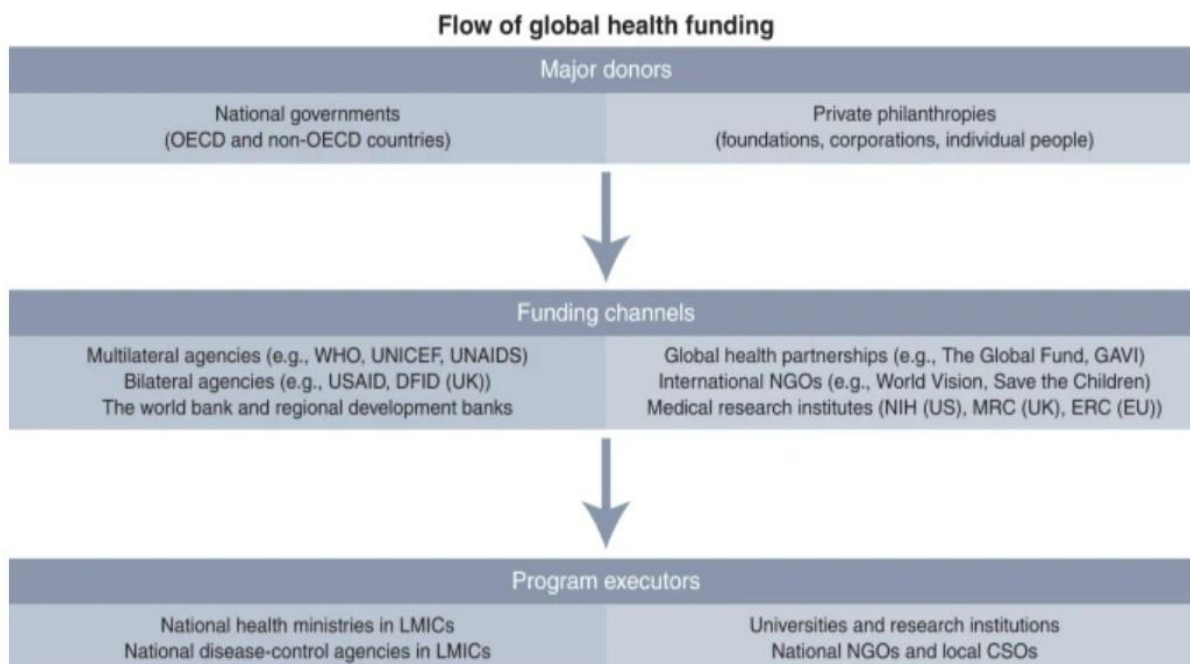 Flow of global health funding
Major donors
National governments
(OECD and non-OECD countries)
Private philanthropies
(foundations, corporations, individual people)
Funding channels
Multilateral agencies (e.g., WHO, UNICEF, UNAIDS)
Bilateral agencies (e.g., USAID, DFID (UK))
The world bank and regional development banks
Global health partnerships (e.g., The Global Fund, GAVI)
International NGOs (e.g., World Vision, Save the Children)
Medical research institutes (NIH (US), MRC (UK), ERC (EU))
Program executors
National health ministries in LMICs
National disease-control agencies in LMICs
Universities and research institutions
National NGOs and local CSOs